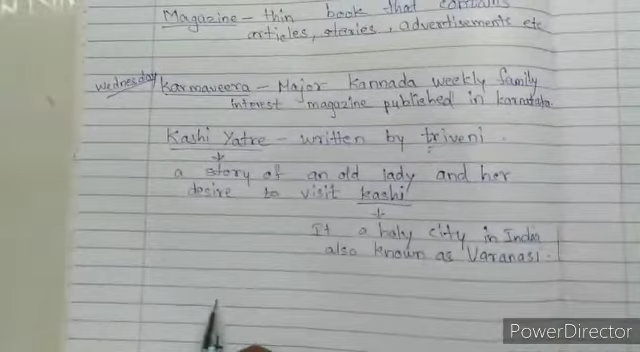 Magazine - thin book that contains
articles, stories, advertisements etc
Wednesday Karmaveera - Major Kannada weekly family
interest magazine published in karnataka
Kashi Yatre - written by triveni.
a story of an old lady and her
desire to visit kashi
It a holy city in India
also known as Varanasi.
PowerDirector